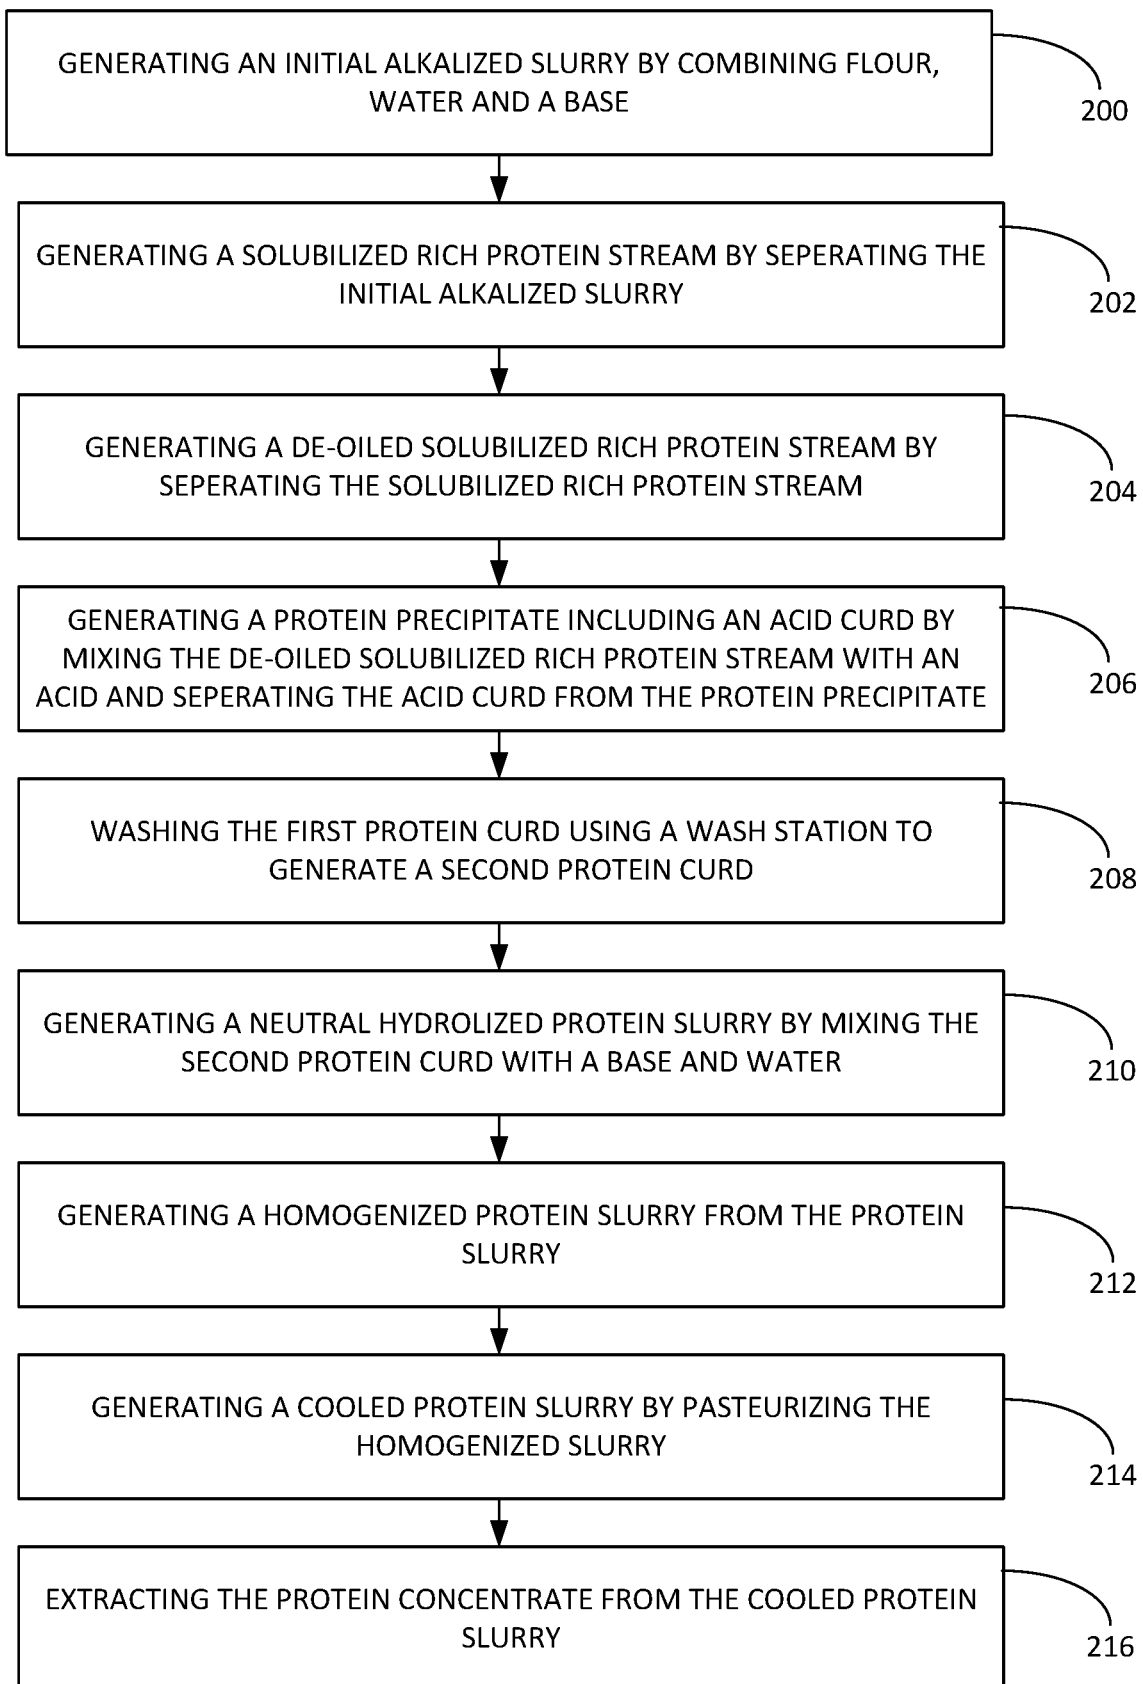 GENERATING AN INITIAL ALKALIZED SLURRY BY COMBINING FLOUR,
WATER AND A BASE
200
GENERATING A SOLUBILIZED RICH PROTEIN STREAM BY SEPERATING THE
INITIAL ALKALIZED SLURRY
202
GENERATING A DE-OILED SOLUBILIZED RICH PROTEIN STREAM BY
SEPERATING THE SOLUBILIZED RICH PROTEIN STREAM
204
GENERATING A PROTEIN PRECIPITATE INCLUDING AN ACID CURD BY
MIXING THE DE-OILED SOLUBILIZED RICH PROTEIN STREAM WITH AN
ACID AND SEPERATING THE ACID CURD FROM THE PROTEIN PRECIPITATE
206
WASHING THE FIRST PROTEIN CURD USING A WASH STATION TO
GENERATE A SECOND PROTEIN CURD
208
GENERATING A NEUTRAL HYDROLIZED PROTEIN SLURRY BY MIXING THE
SECOND PROTEIN CURD WITH A BASE AND WATER
210
GENERATING A HOMOGENIZED PROTEIN SLURRY FROM THE PROTEIN
SLURRY
212
GENERATING A COOLED PROTEIN SLURRY BY PASTEURIZING THE
HOMOGENIZED SLURRY
214
EXTRACTING THE PROTEIN CONCENTRATE FROM THE COOLED PROTEIN
SLURRY
216